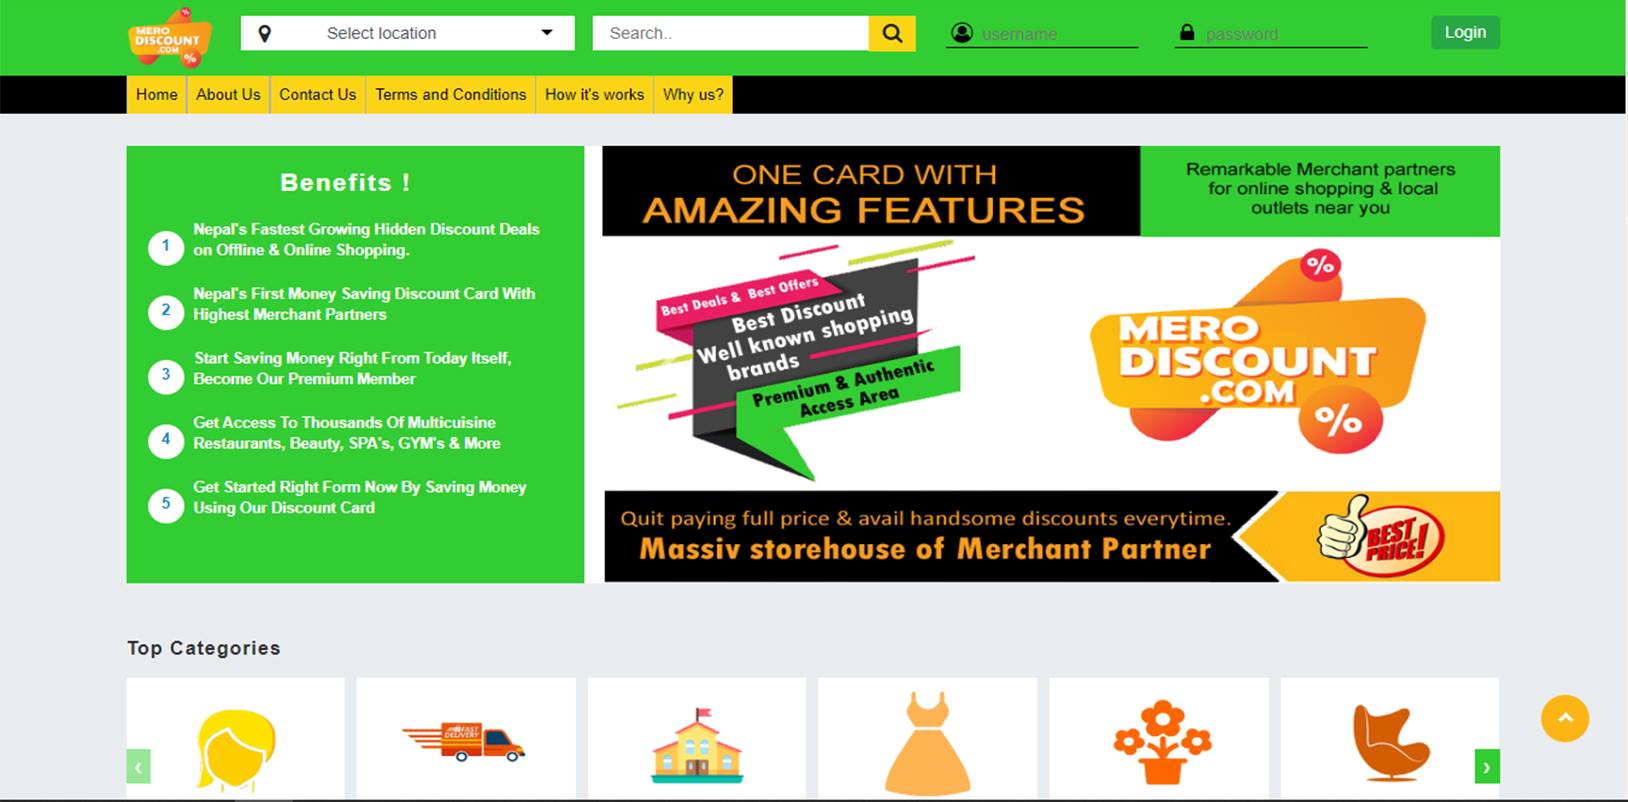 MERO
DISCOUNT
.COM
%
Select location
Search..
username
password
Login
Home
About Us
Contact Us
Terms and Conditions
How it's works
Why us?
Benefits !
1
Nepal's Fastest Growing Hidden Discount Deals
on Offline & Online Shopping.
2
Nepal's First Money Saving Discount Card With
Highest Merchant Partners
3
Start Saving Money Right From Today Itself,
Become Our Premium Member
4
Get Access To Thousands Of Multicuisine
Restaurants, Beauty, SPA's, GYM's & More
5
Get Started Right Form Now By Saving Money
Using Our Discount Card
ONE CARD WITH
AMAZING FEATURES
Remarkable Merchant partners
for online shopping & local
outlets near you
Best Deals & Best Offers
Best Discount
Well known shopping
brands
Premium & Authentic
Access Area
%
MERO
DISCOUNT
.COM
%
Quit paying full price & avail handsome discounts everytime.
Massiv storehouse of Merchant Partner
BEST
PRICE!
Top Categories
FAST
DELIVERY